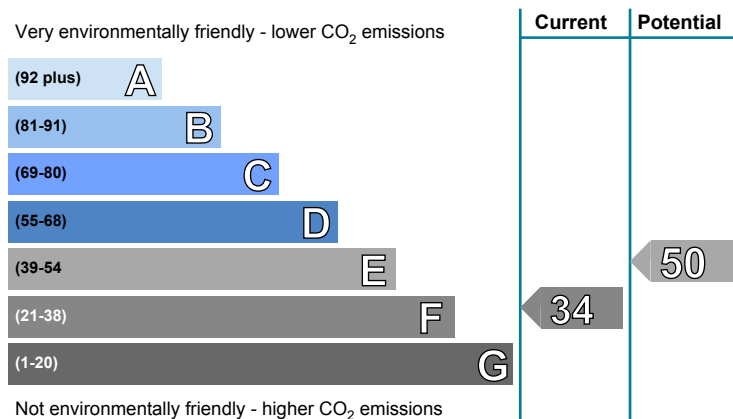 Current Potential
Very environmentally friendly - lower CO₂ emissions
(92 plus) A
(81-91) B
(69-80) C
(55-68) D
(39-54 E
50
(21-38) F
34
(1-20) G
Not environmentally friendly - higher CO₂ emissions